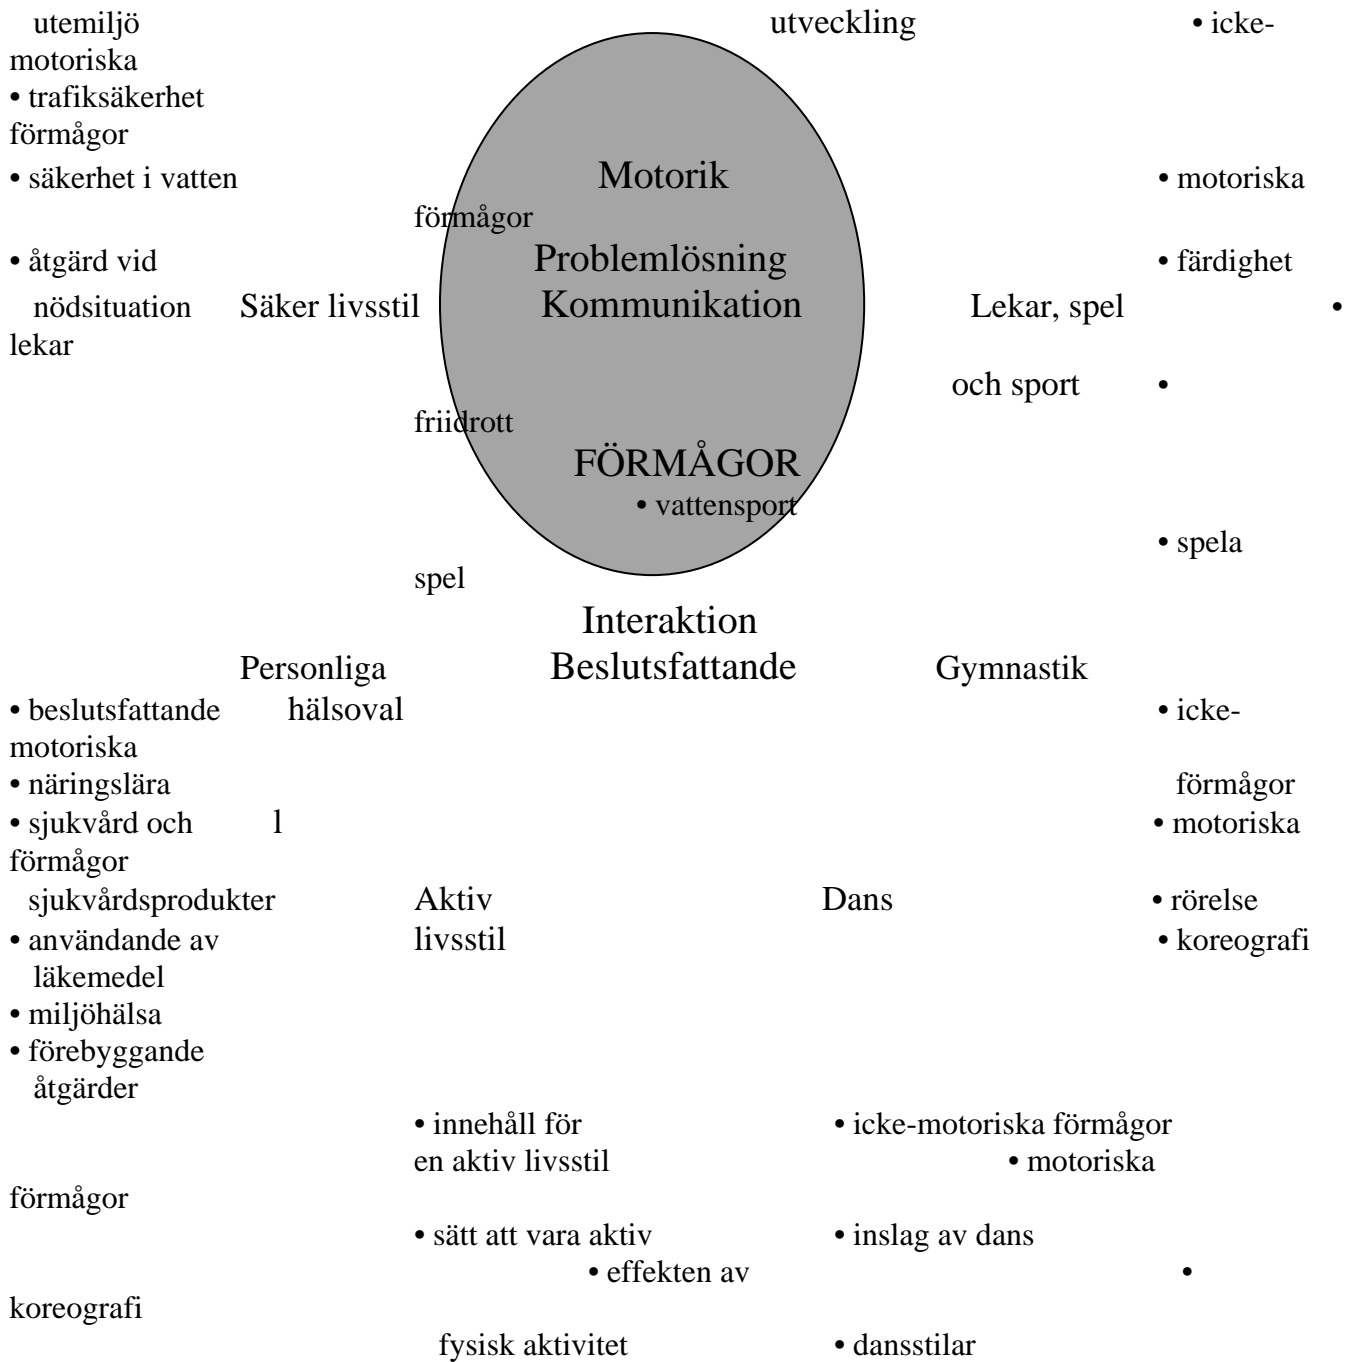 utemiljö utveckling • icke-
motoriska
• trafiksäkerhet
förmågor
• säkerhet i vatten Motorik • motoriska
förmågor
• åtgärd vid Problemlösning • färdighet
nödsituation Säker livsstil Kommunikation Lekar, spel •
lekar
och sport •
friidrott
FÖRMÅGOR
• vattensport
• spela
spel
Interaktion
Personliga Beslutsfattande Gymnastik
• beslutsfattande hälsoval • icke-
motoriska
• näringslära förmågor
• sjukvård och l • motoriska
förmågor
sjukvårdsprodukter Aktiv Dans • rörelse
• användande av livsstil • koreografi
läkemedel
• miljöhälsa
• förebyggande
åtgärder
• innehåll för • icke-motoriska förmågor
en aktiv livsstil • motoriska
förmågor
• sätt att vara aktiv • inslag av dans
• effekten av •
koreografi
fysisk aktivitet • dansstilar